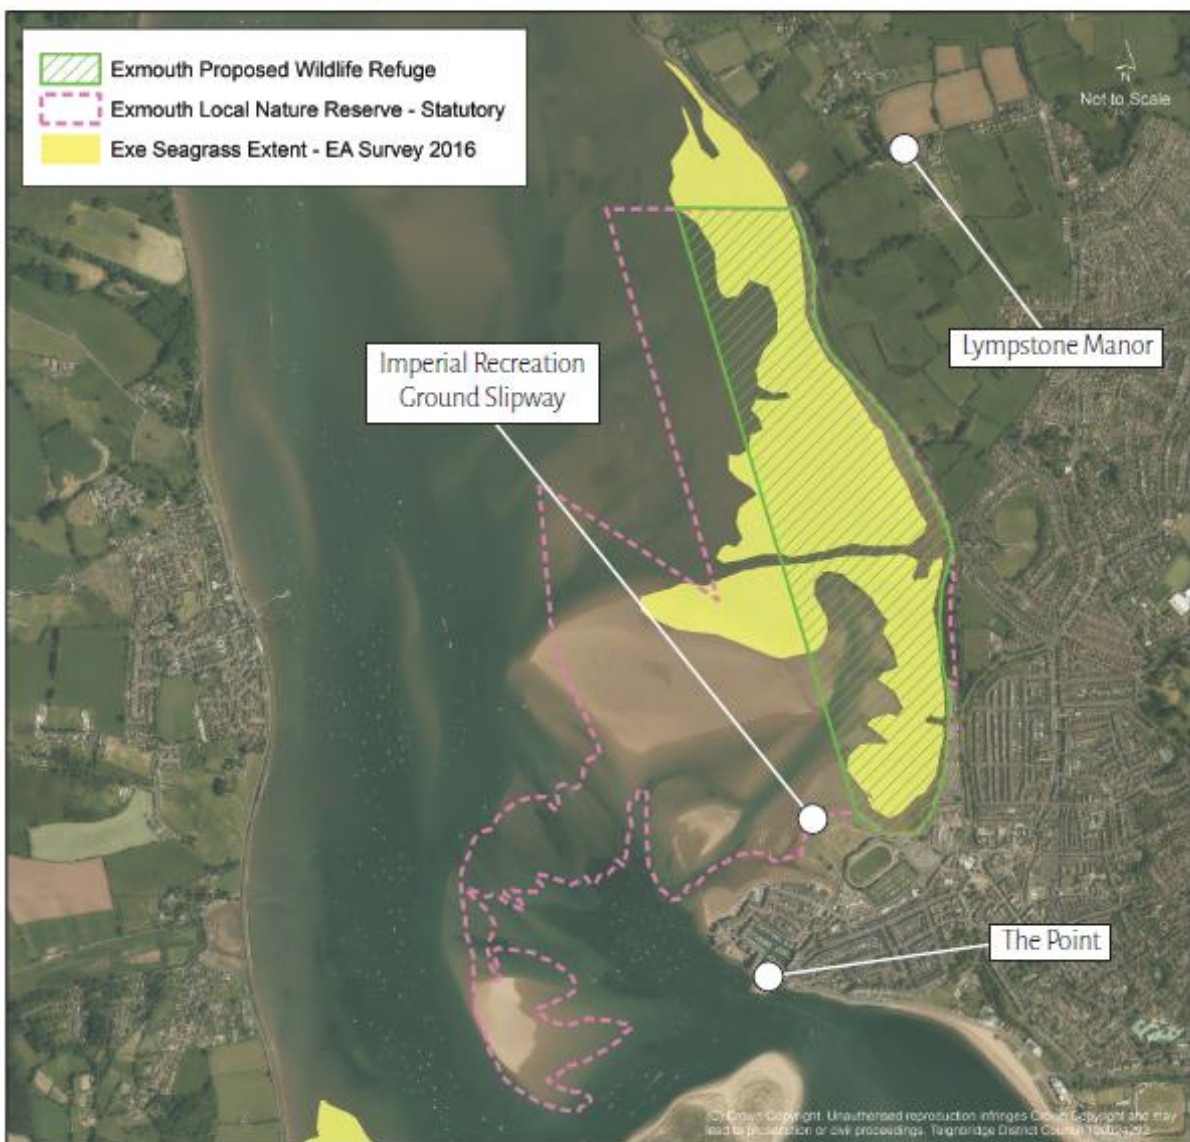 Exmouth Proposed Wildlife Refuge
Exmouth Local Nature Reserve - Statutory
Exe Seagrass Extent - EA Survey 2016
N
Not to Scale
Lympstone Manor
Imperial Recreation
Ground Slipway
The Point
(C) Crown Copyright. Unauthorised reproduction infringes Crown Copyright and may
lead to prosecution or civil proceedings. Teignbridge District Council